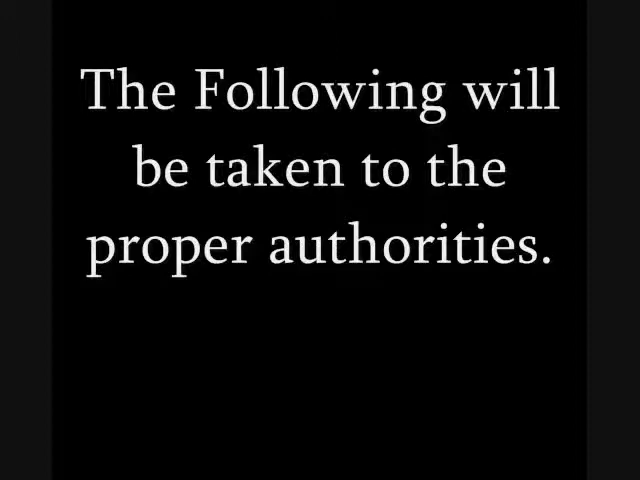 The Following will
be taken to the
proper authorities.